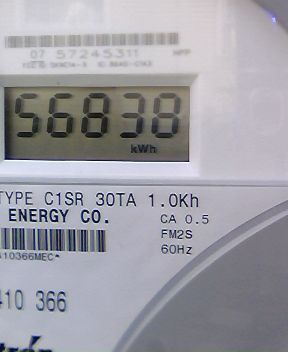 07 57245311
56838
kWh
TYPE C1SR 30TA 1.0Kh
ENERGY CO.
CA 0.5
FM2S
60Hz
410 366